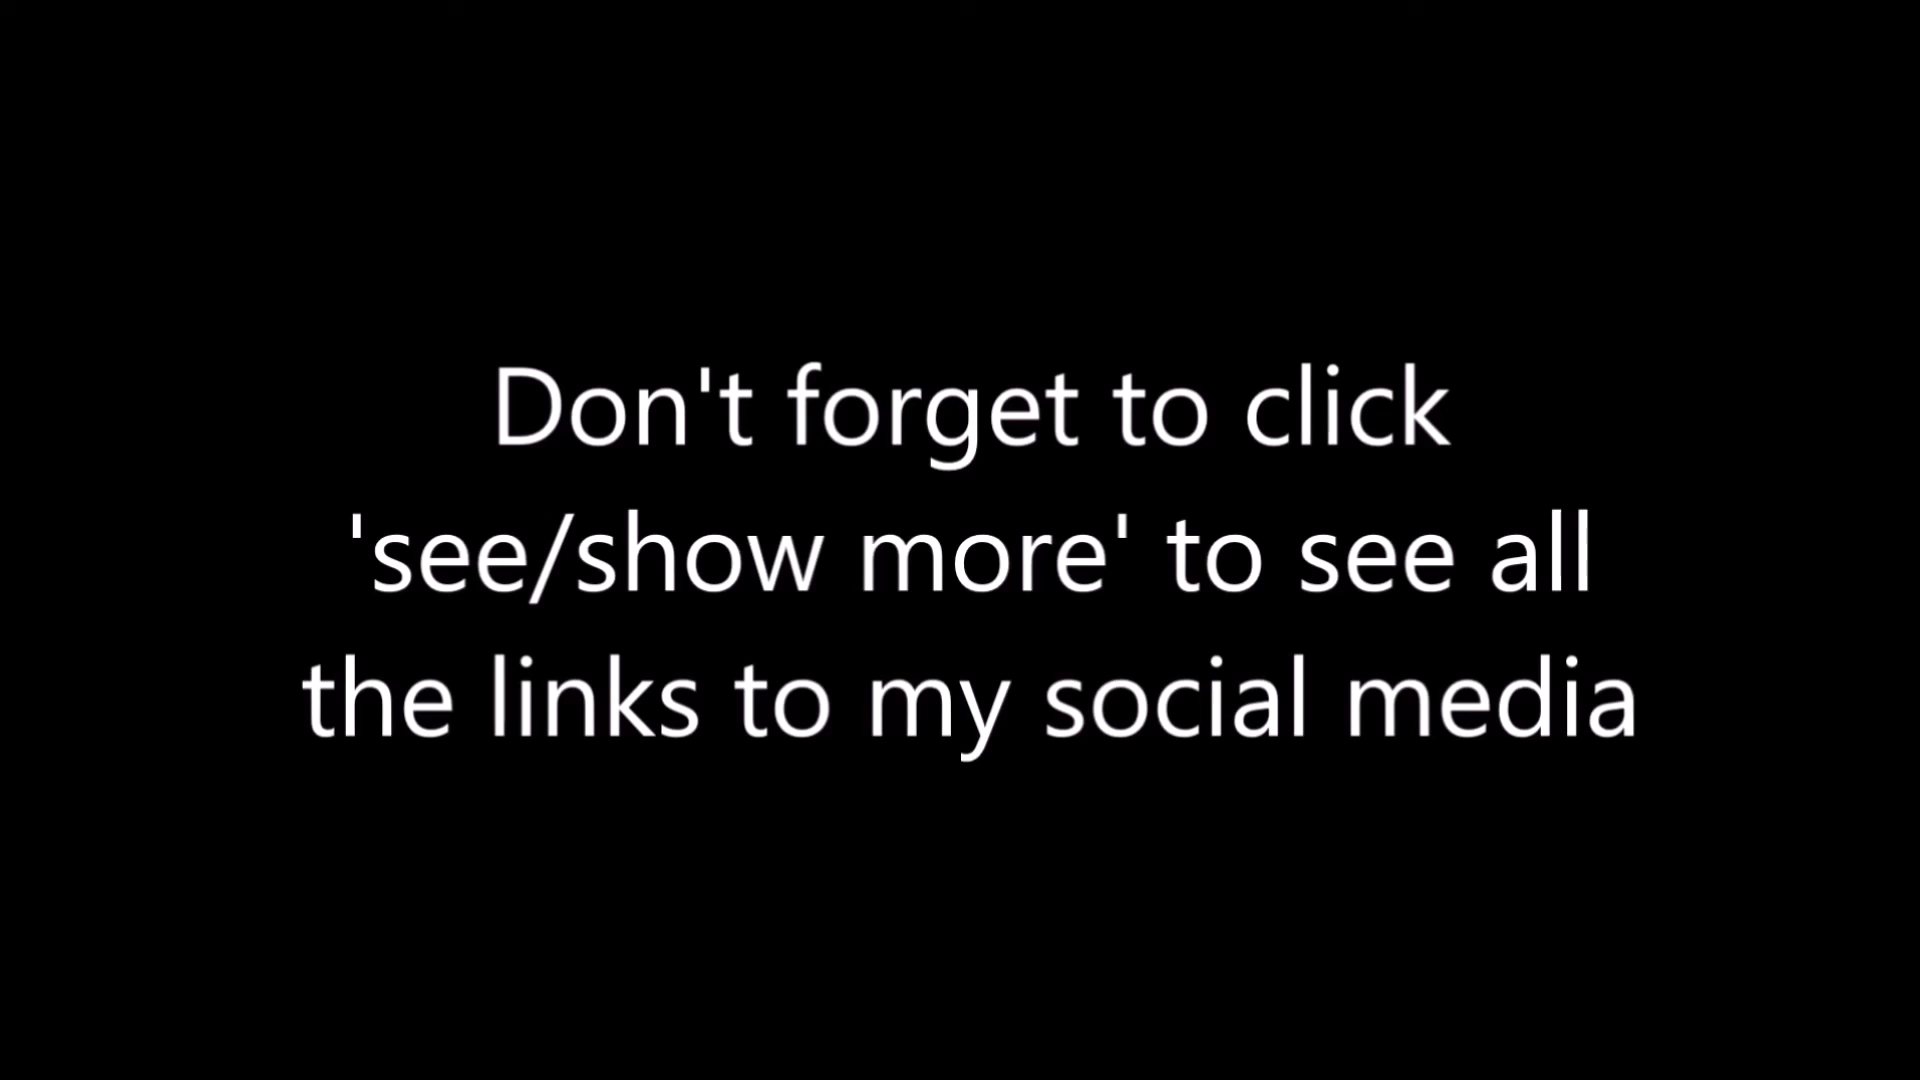 Don't forget to click
'see/show more' to see all
the links to my social media